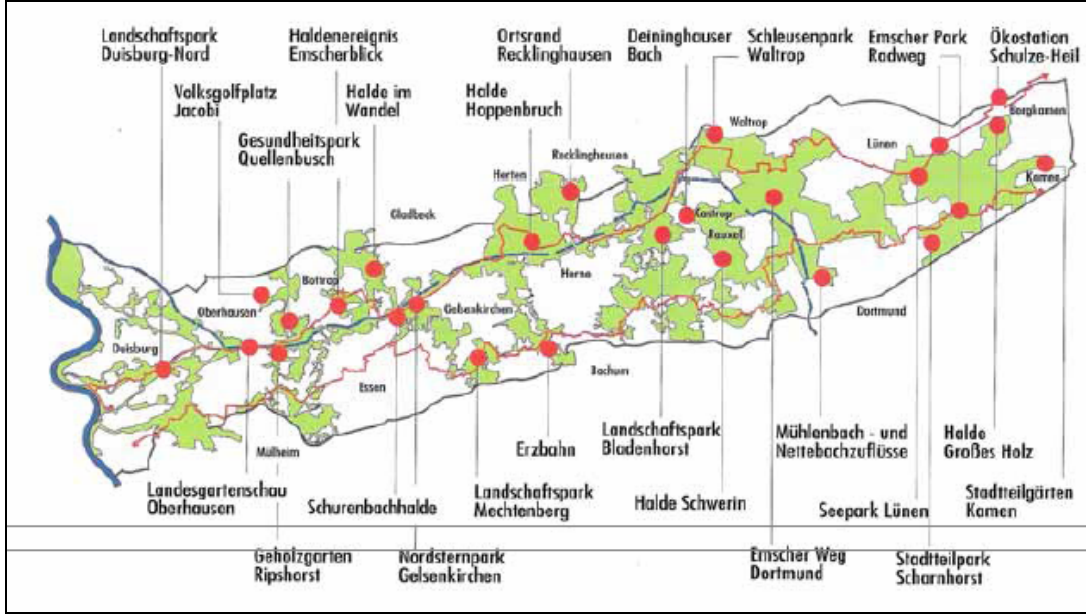 Landschaftspark
Duisburg-Nord
Haldenereignis
Emscherblick
Ortsrand
Recklinghausen
Deininghauser
Bach
Schleusenpark
Waltrop
Emscher Park
Radweg
Ökostation
Schulze-Heil
Volksgolfplatz
Jacobi
Halde im
Wandel
Halde
Hoppenbruch
Gesundheitspark
Quellenbusch
Waltrop
Bergkamen
Lünen
Recklinghausen
Kamen
Herten
Gladbeck
Kastrop
Rauxel
Herne
Bottrop
Oberhausen
Gelsenkirchen
Dortmund
Duisburg
Essen
Bochum
Mülheim
Erzbahn
Landschaftspark
Bladenhorst
Mühlenbach - und
Nettebachzuflüsse
Halde
Großes Holz
Landesgartenschau
Oberhausen
Schurenbachhalde
Landschaftspark
Mechtenberg
Halde Schwerin
Seepark Lünen
Stadtteilgärten
Kamen
Gehölzgarten
Ripshorst
Nordsternpark
Gelsenkirchen
Emscher Weg
Dortmund
Stadtteilpark
Scharnhorst